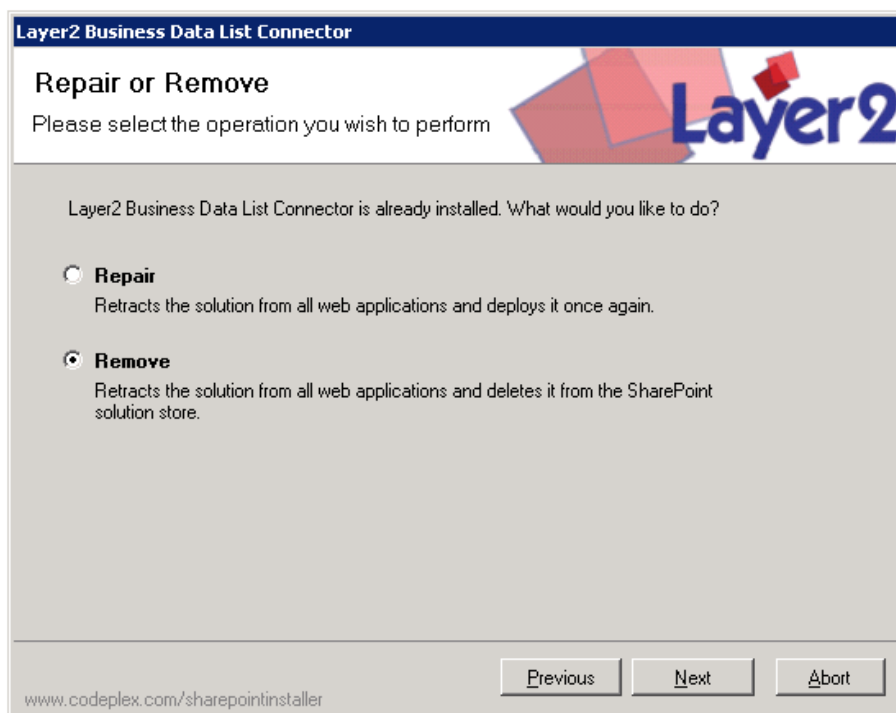 Layer2 Business Data List Connector
Repair or Remove
Please select the operation you wish to perform
Layer2
Layer2 Business Data List Connector is already installed. What would you like to do?
Repair
Retracts the solution from all web applications and deploys it once again.
Remove
Retracts the solution from all web applications and deletes it from the SharePoint
solution store.
Previous Next Abort
www.codeplex.com/sharepointinstaller